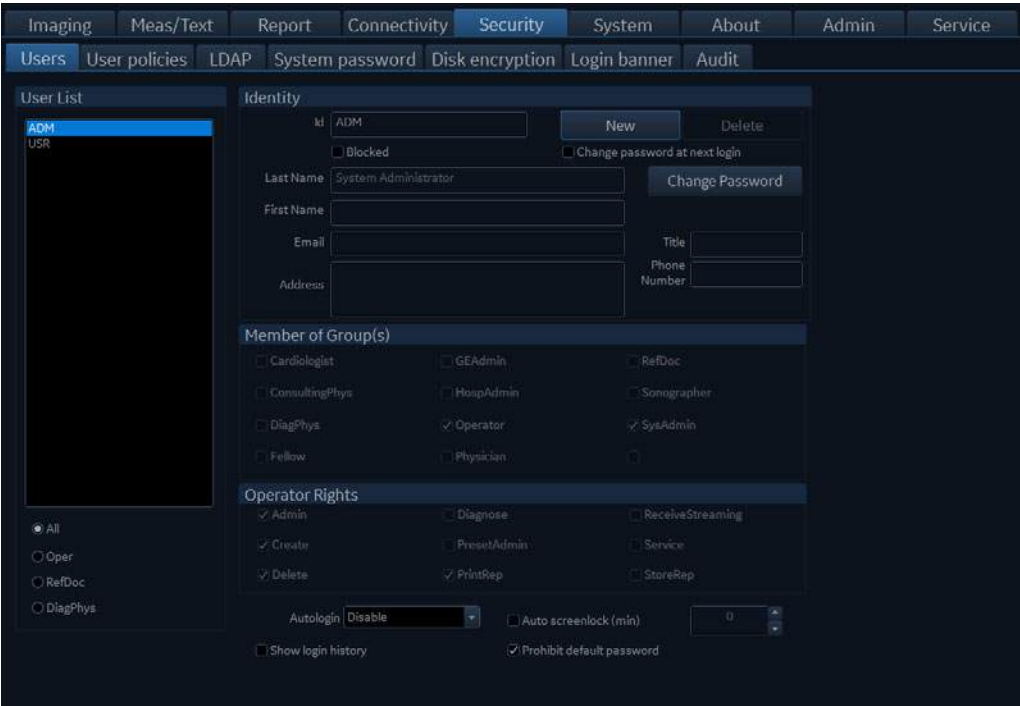 Imaging Meas/Text Report Connectivity Security System About Admin Service
Users User policies LDAP System password Disk encryption Login banner Audit
User List
ADM
USR
All
Oper
RefDoc
DiagPhys
Identity
Id ADM New Delete
Blocked Change password at next login
Last Name System Administrator Change Password
First Name
Email Title
Address Phone
Number
Member of Group(s)
Cardiologist GEAdmin RefDoc
ConsultingPhys HospAdmin Sonographer
DiagPhys Operator SysAdmin
Fellow Physician
Operator Rights
Admin Diagnose ReceiveStreaming
Create PresetAdmin Service
Delete PrintRep StoreRep
Autologin Disable Auto screenlock (min) 0
Show login history Prohibit default password